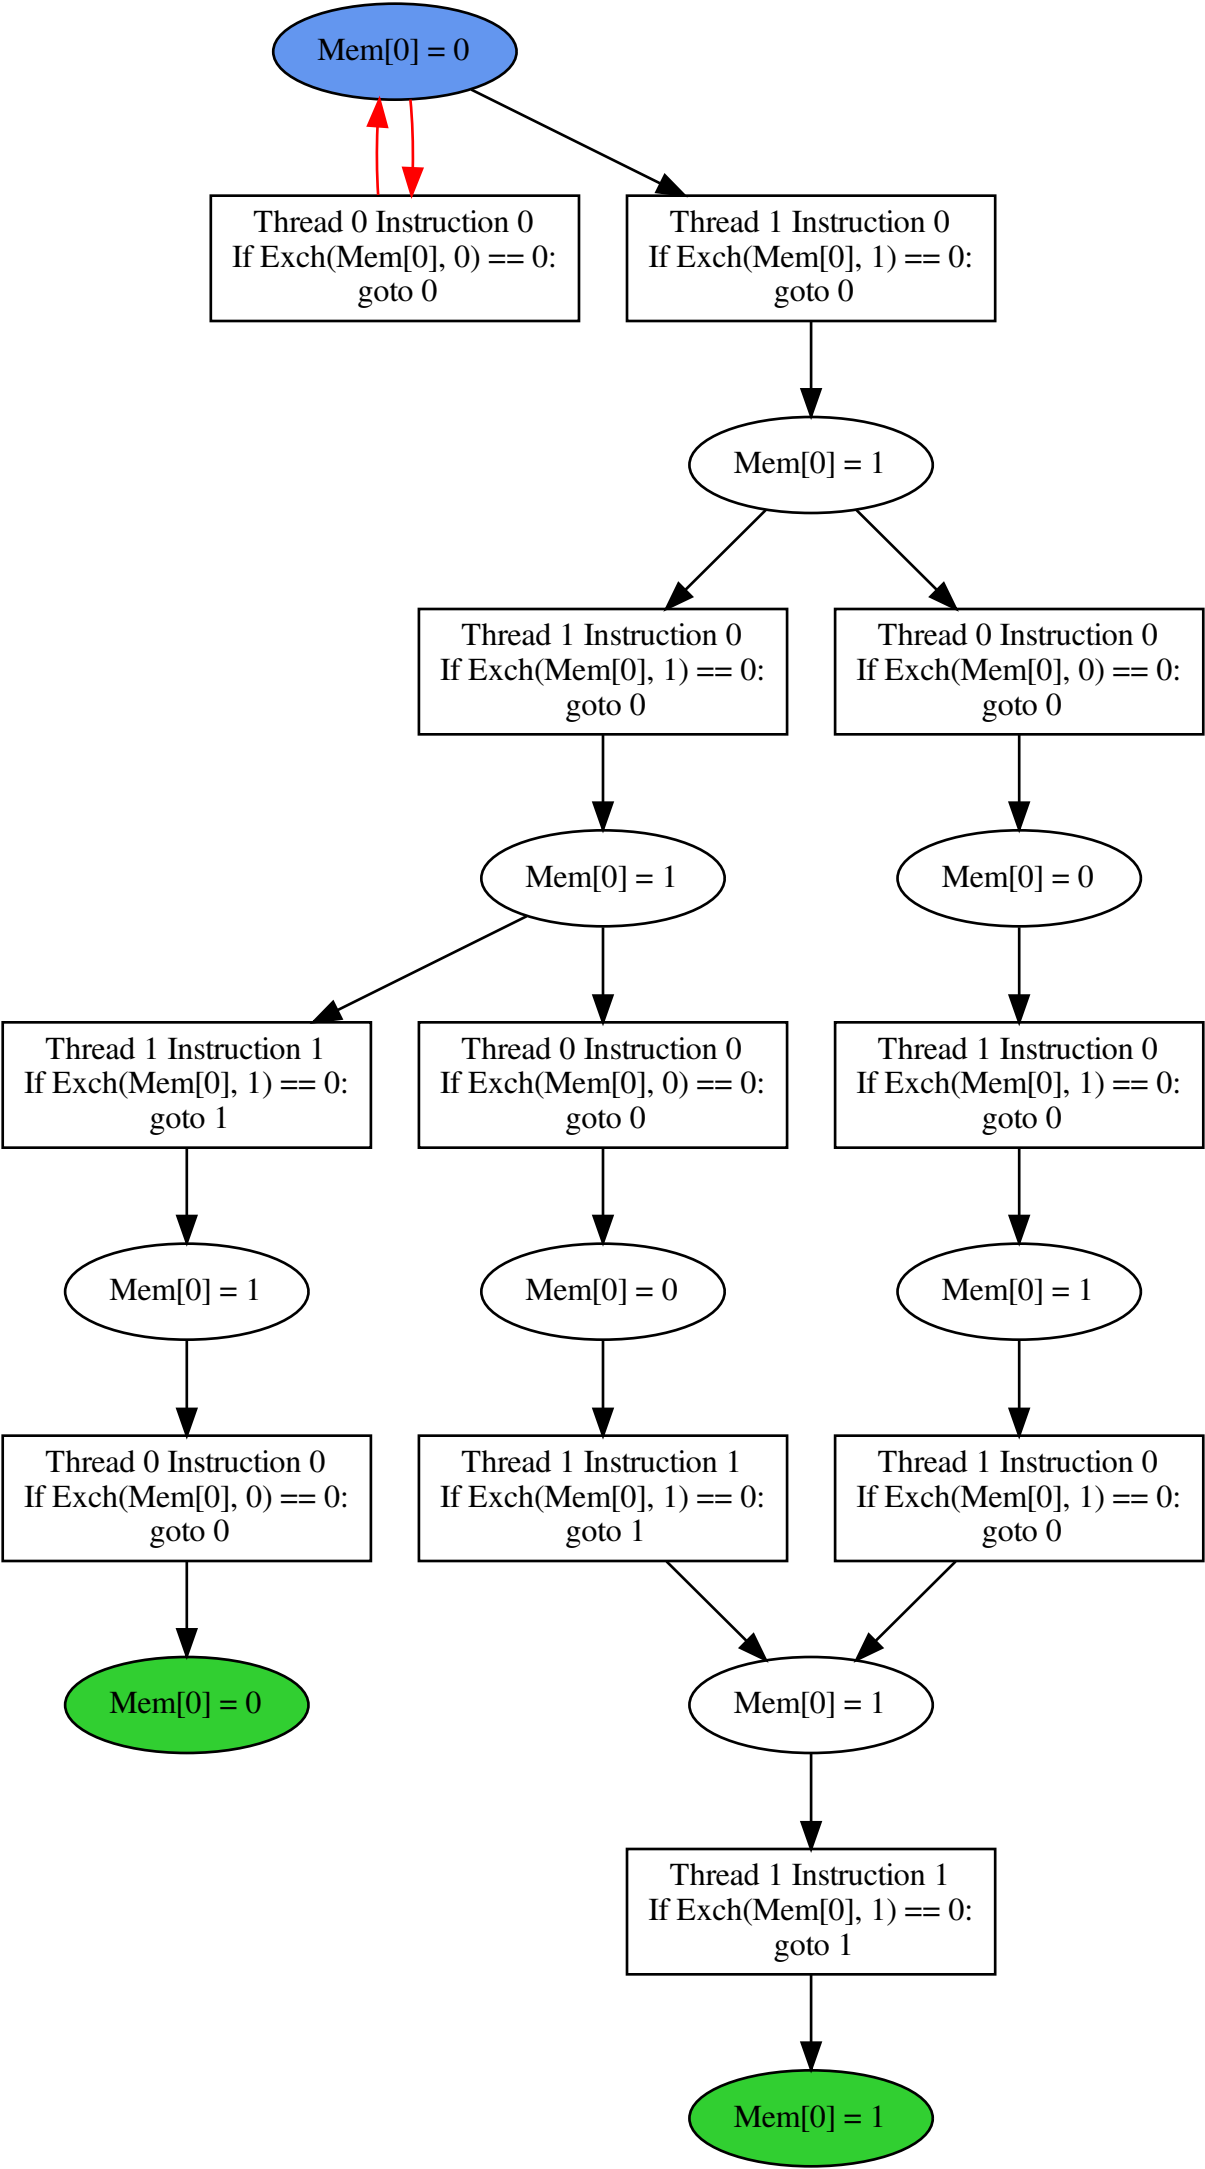 Mem[0] = 0
Thread 0 Instruction 0
If Exch(Mem[0], 0) == 0:
goto 0
Thread 1 Instruction 0
If Exch(Mem[0], 1) == 0:
goto 0
Mem[0] = 1
Thread 1 Instruction 0
If Exch(Mem[0], 1) == 0:
goto 0
Thread 0 Instruction 0
If Exch(Mem[0], 0) == 0:
goto 0
Mem[0] = 1
Mem[0] = 0
Thread 1 Instruction 1
If Exch(Mem[0], 1) == 0:
goto 1
Thread 0 Instruction 0
If Exch(Mem[0], 0) == 0:
goto 0
Thread 1 Instruction 0
If Exch(Mem[0], 1) == 0:
goto 0
Mem[0] = 1
Mem[0] = 0
Mem[0] = 1
Thread 0 Instruction 0
If Exch(Mem[0], 0) == 0:
goto 0
Thread 1 Instruction 1
If Exch(Mem[0], 1) == 0:
goto 1
Thread 1 Instruction 0
If Exch(Mem[0], 1) == 0:
goto 0
Mem[0] = 0
Mem[0] = 1
Thread 1 Instruction 1
If Exch(Mem[0], 1) == 0:
goto 1
Mem[0] = 1